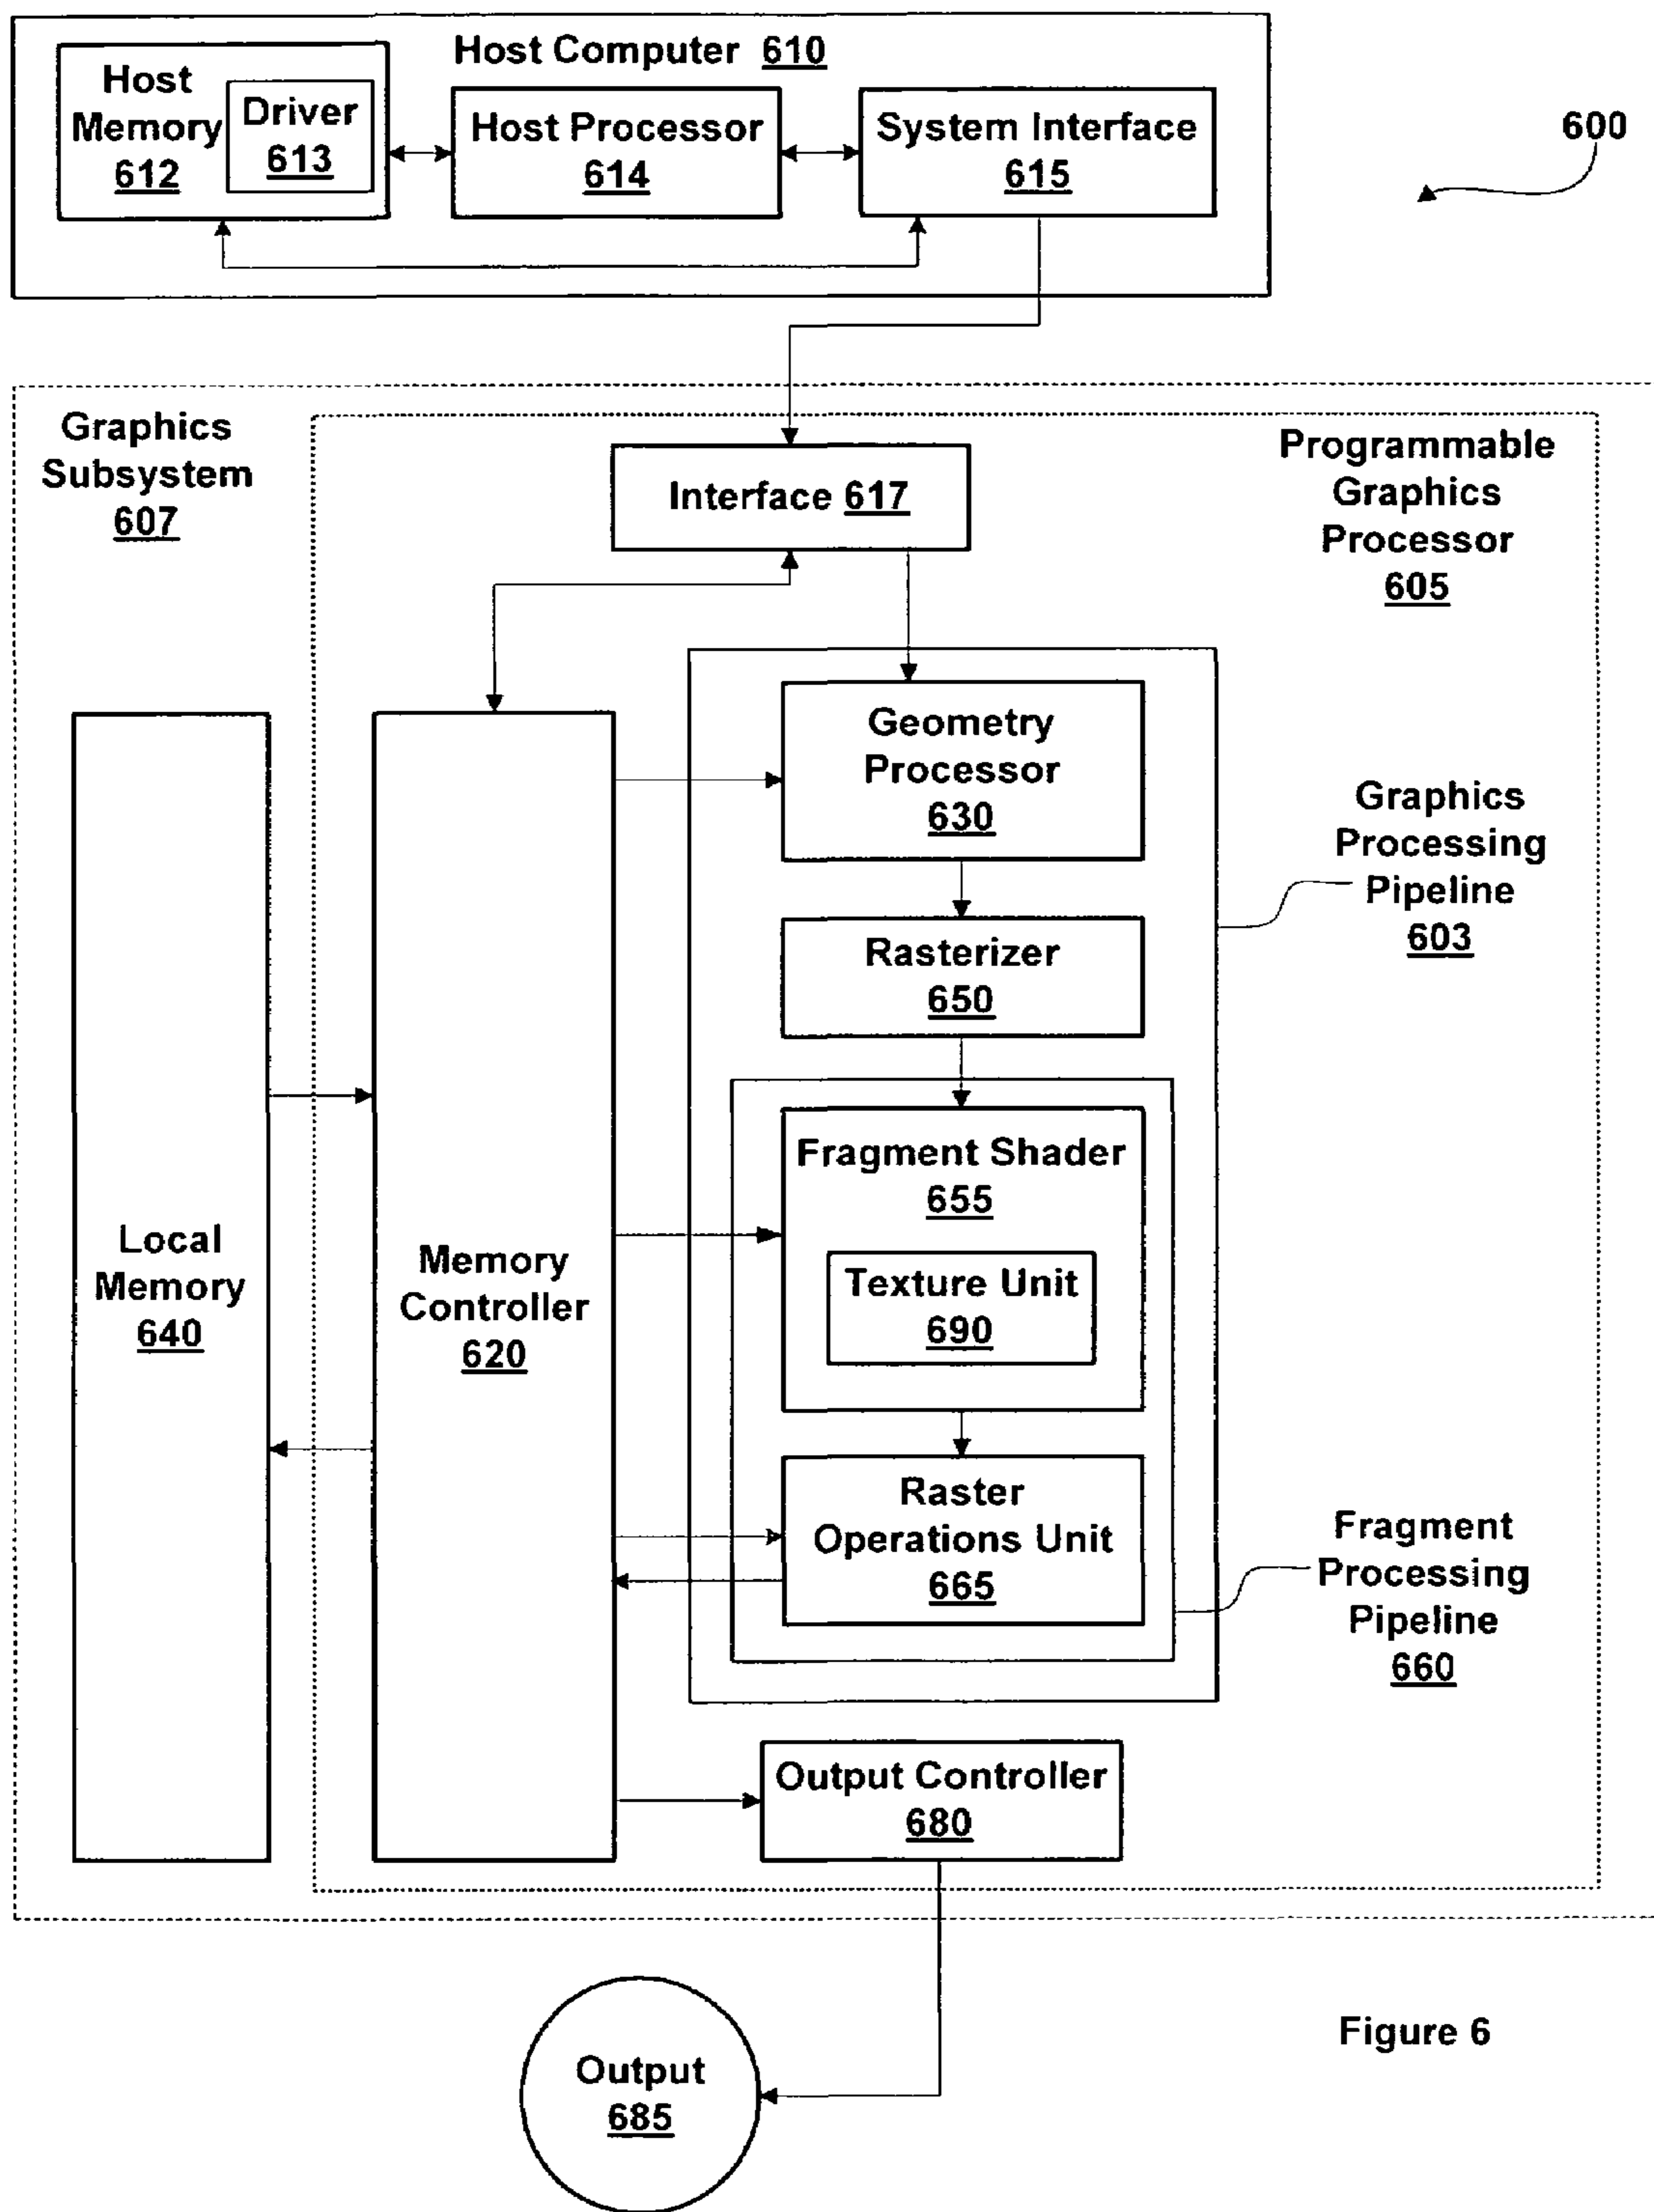 Host Computer 610
Host
Memory
612
Driver
613
Host Processor
614
System Interface
615
600
Graphics
Subsystem
607
Interface 617
Programmable
Graphics
Processor
605
Geometry
Processor
630
Graphics
Processing
Pipeline
603
Rasterizer
650
Fragment Shader
655
Texture Unit
690
Local
Memory
640
Memory
Controller
620
Raster
Operations Unit
665
Fragment
Processing
Pipeline
660
Output Controller
680
Output
685
Figure 6